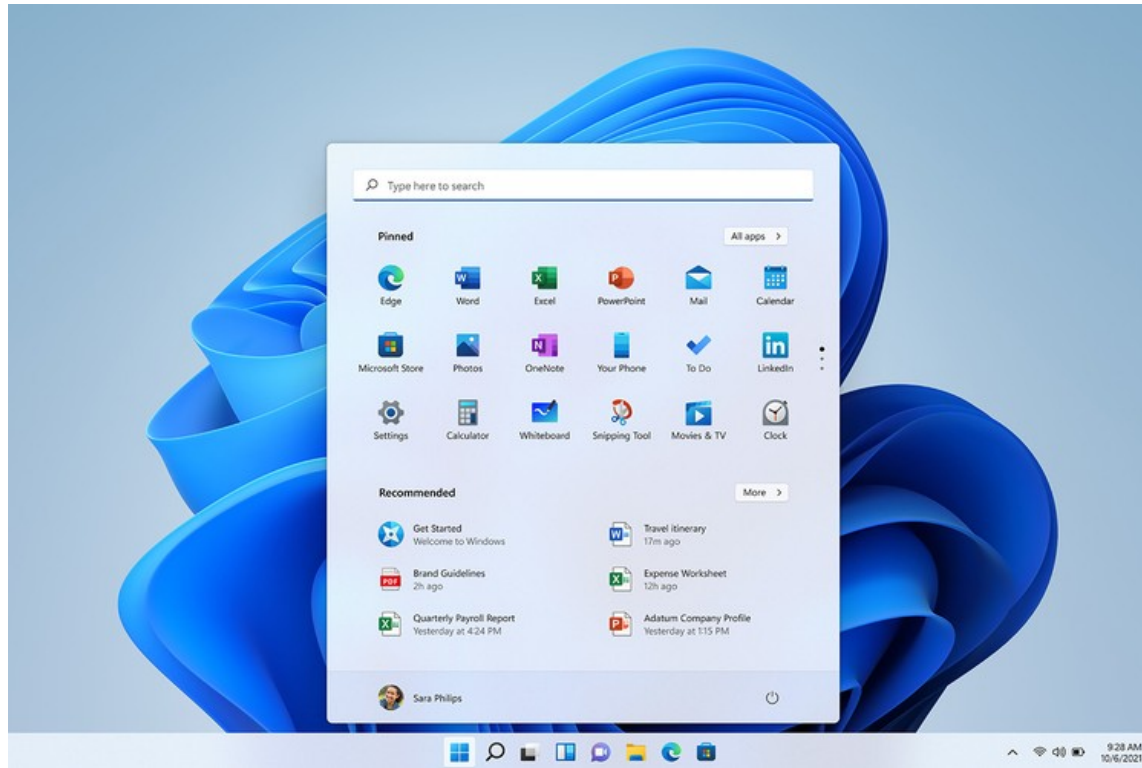 Type here to search
Pinned
All apps >
Edge
Word
Excel
PowerPoint
Mail
Calendar
Microsoft Store
Photos
OneNote
Your Phone
To Do
LinkedIn
Settings
Calculator
Whiteboard
Snipping Tool
Movies & TV
Clock
Recommended
More >
Get Started
Welcome to Windows
Travel itinerary
17m ago
Brand Guidelines
2h ago
Expense Worksheet
12h ago
Quarterly Payroll Report
Yesterday at 4:24 PM
Adatum Company Profile
Yesterday at 1:15 PM
Sara Philips
9:28 AM
10/6/2021